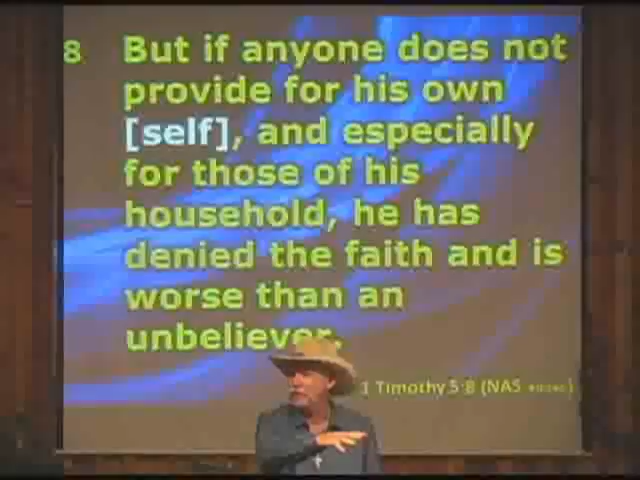 8 But if anyone does not
provide for his own
[self], and especially
for those of his
household, he has
denied the faith and is
worse than an
unbeliever.
1 Timothy 5:8 (NAS edited)